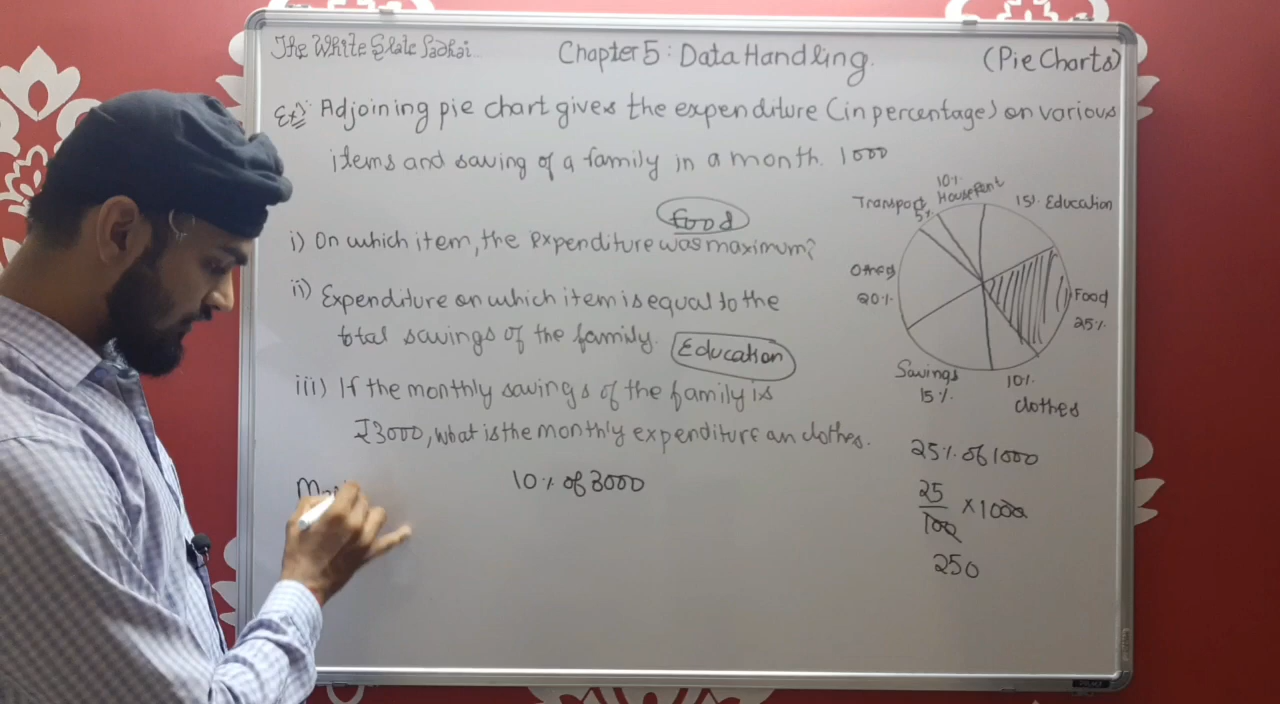 The White Slate Padhai
Chapter 5: Data Handling.
(Pie Charts)
Adjoining pie chart gives the expenditure (in percentage) on various
items and saving of a family in a month. 1000
Food
i) On which item, the expenditure was maximum?
ii) Expenditure on which item is equal to the
total savings of the family.
Education
iii) If the monthly savings of the family is
₹3000, what is the monthly expenditure on clothes.
10% of 3000
10%
House Rent
Transport
5%
15% Education
Others
20%
Food
25%
Savings
15%
10%
clothes
25% of 1000
25
100
×1000
250